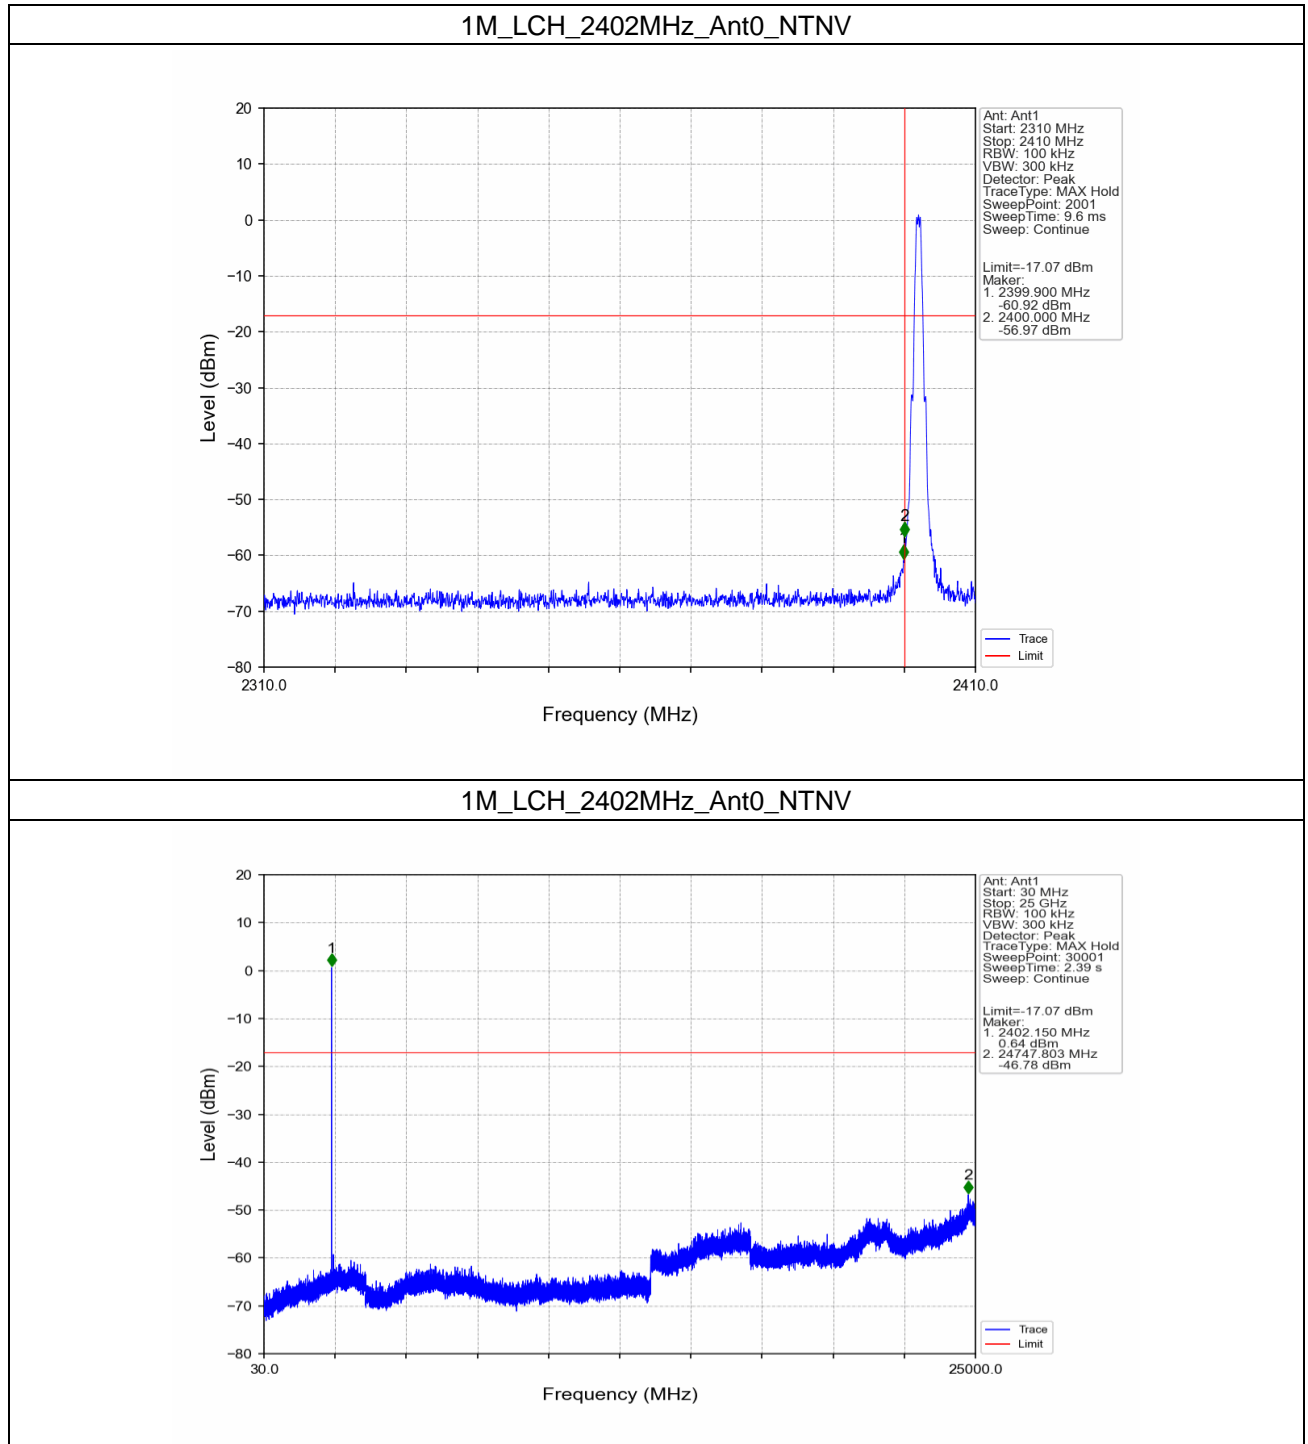 1M_LCH_2402MHz_Ant0_NTNV
20
10
0
−10
−20
−30
−40
−50
−60
−70
−80
Level (dBm)
2
2310.0
2410.0
Frequency (MHz)
Ant: Ant1
Start: 2310 MHz
Stop: 2410 MHz
RBW: 100 kHz
VBW: 300 kHz
Detector: Peak
TraceType: MAX Hold
SweepPoint: 2001
SweepTime: 9.6 ms
Sweep: Continue
Limit=-17.07 dBm
Maker:
1. 2399.900 MHz
-60.92 dBm
2. 2400.000 MHz
-56.97 dBm
Trace
Limit
1M_LCH_2402MHz_Ant0_NTNV
20
10
0
−10
−20
−30
−40
−50
−60
−70
−80
Level (dBm)
1
2
30.0
25000.0
Frequency (MHz)
Ant: Ant1
Start: 30 MHz
Stop: 25 GHz
RBW: 100 kHz
VBW: 300 kHz
Detector: Peak
TraceType: MAX Hold
SweepPoint: 30001
SweepTime: 2.39 s
Sweep: Continue
Limit=-17.07 dBm
Maker:
1. 2402.150 MHz
0.64 dBm
2. 24747.803 MHz
-46.78 dBm
Trace
Limit